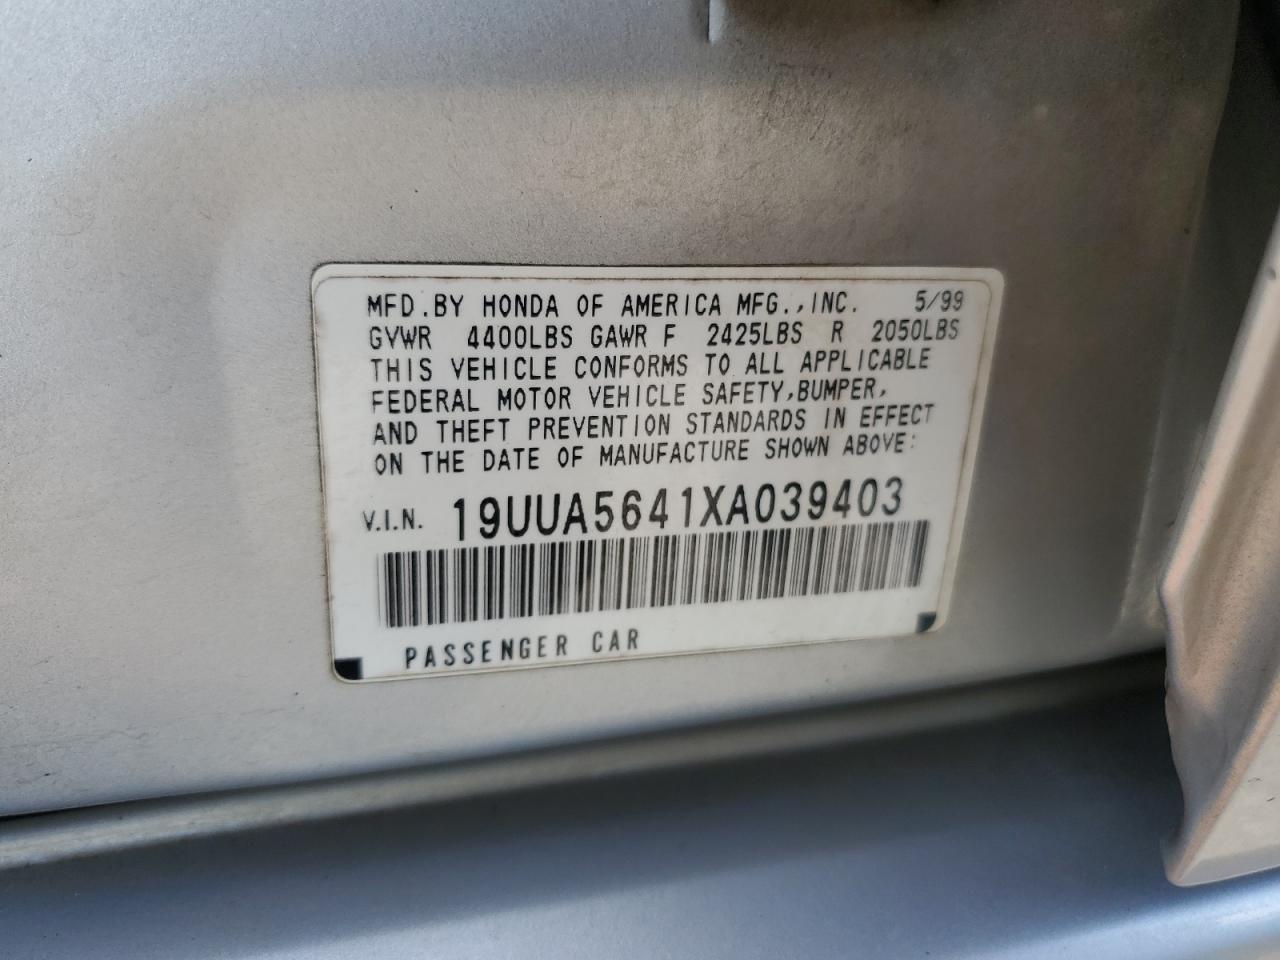 MFD.BY HONDA OF AMERICA MFG.,INC. 5/99
GVWR 4400LBS GAWR F 2425LBS R 2050LBS
THIS VEHICLE CONFORMS TO ALL APPLICABLE
FEDERAL MOTOR VEHICLE SAFETY,BUMPER,
AND THEFT PREVENTION STANDARDS IN EFFECT
ON THE DATE OF MANUFACTURE SHOWN ABOVE:
V.I.N. 19UUA5641XA039403
PASSENGER CAR